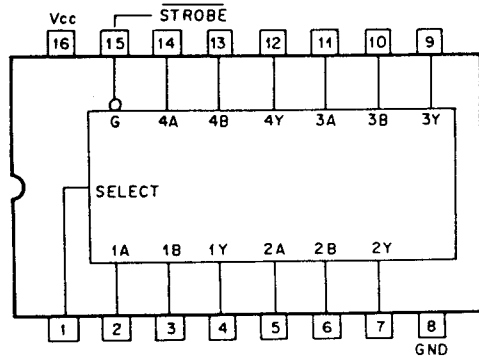 STROBE
Vcc
16 15 14 13 12 11 10 9
G 4A 4B 4Y 3A 3B 3Y
SELECT
1A 1B 1Y 2A 2B 2Y
1 2 3 4 5 6 7 8
GND